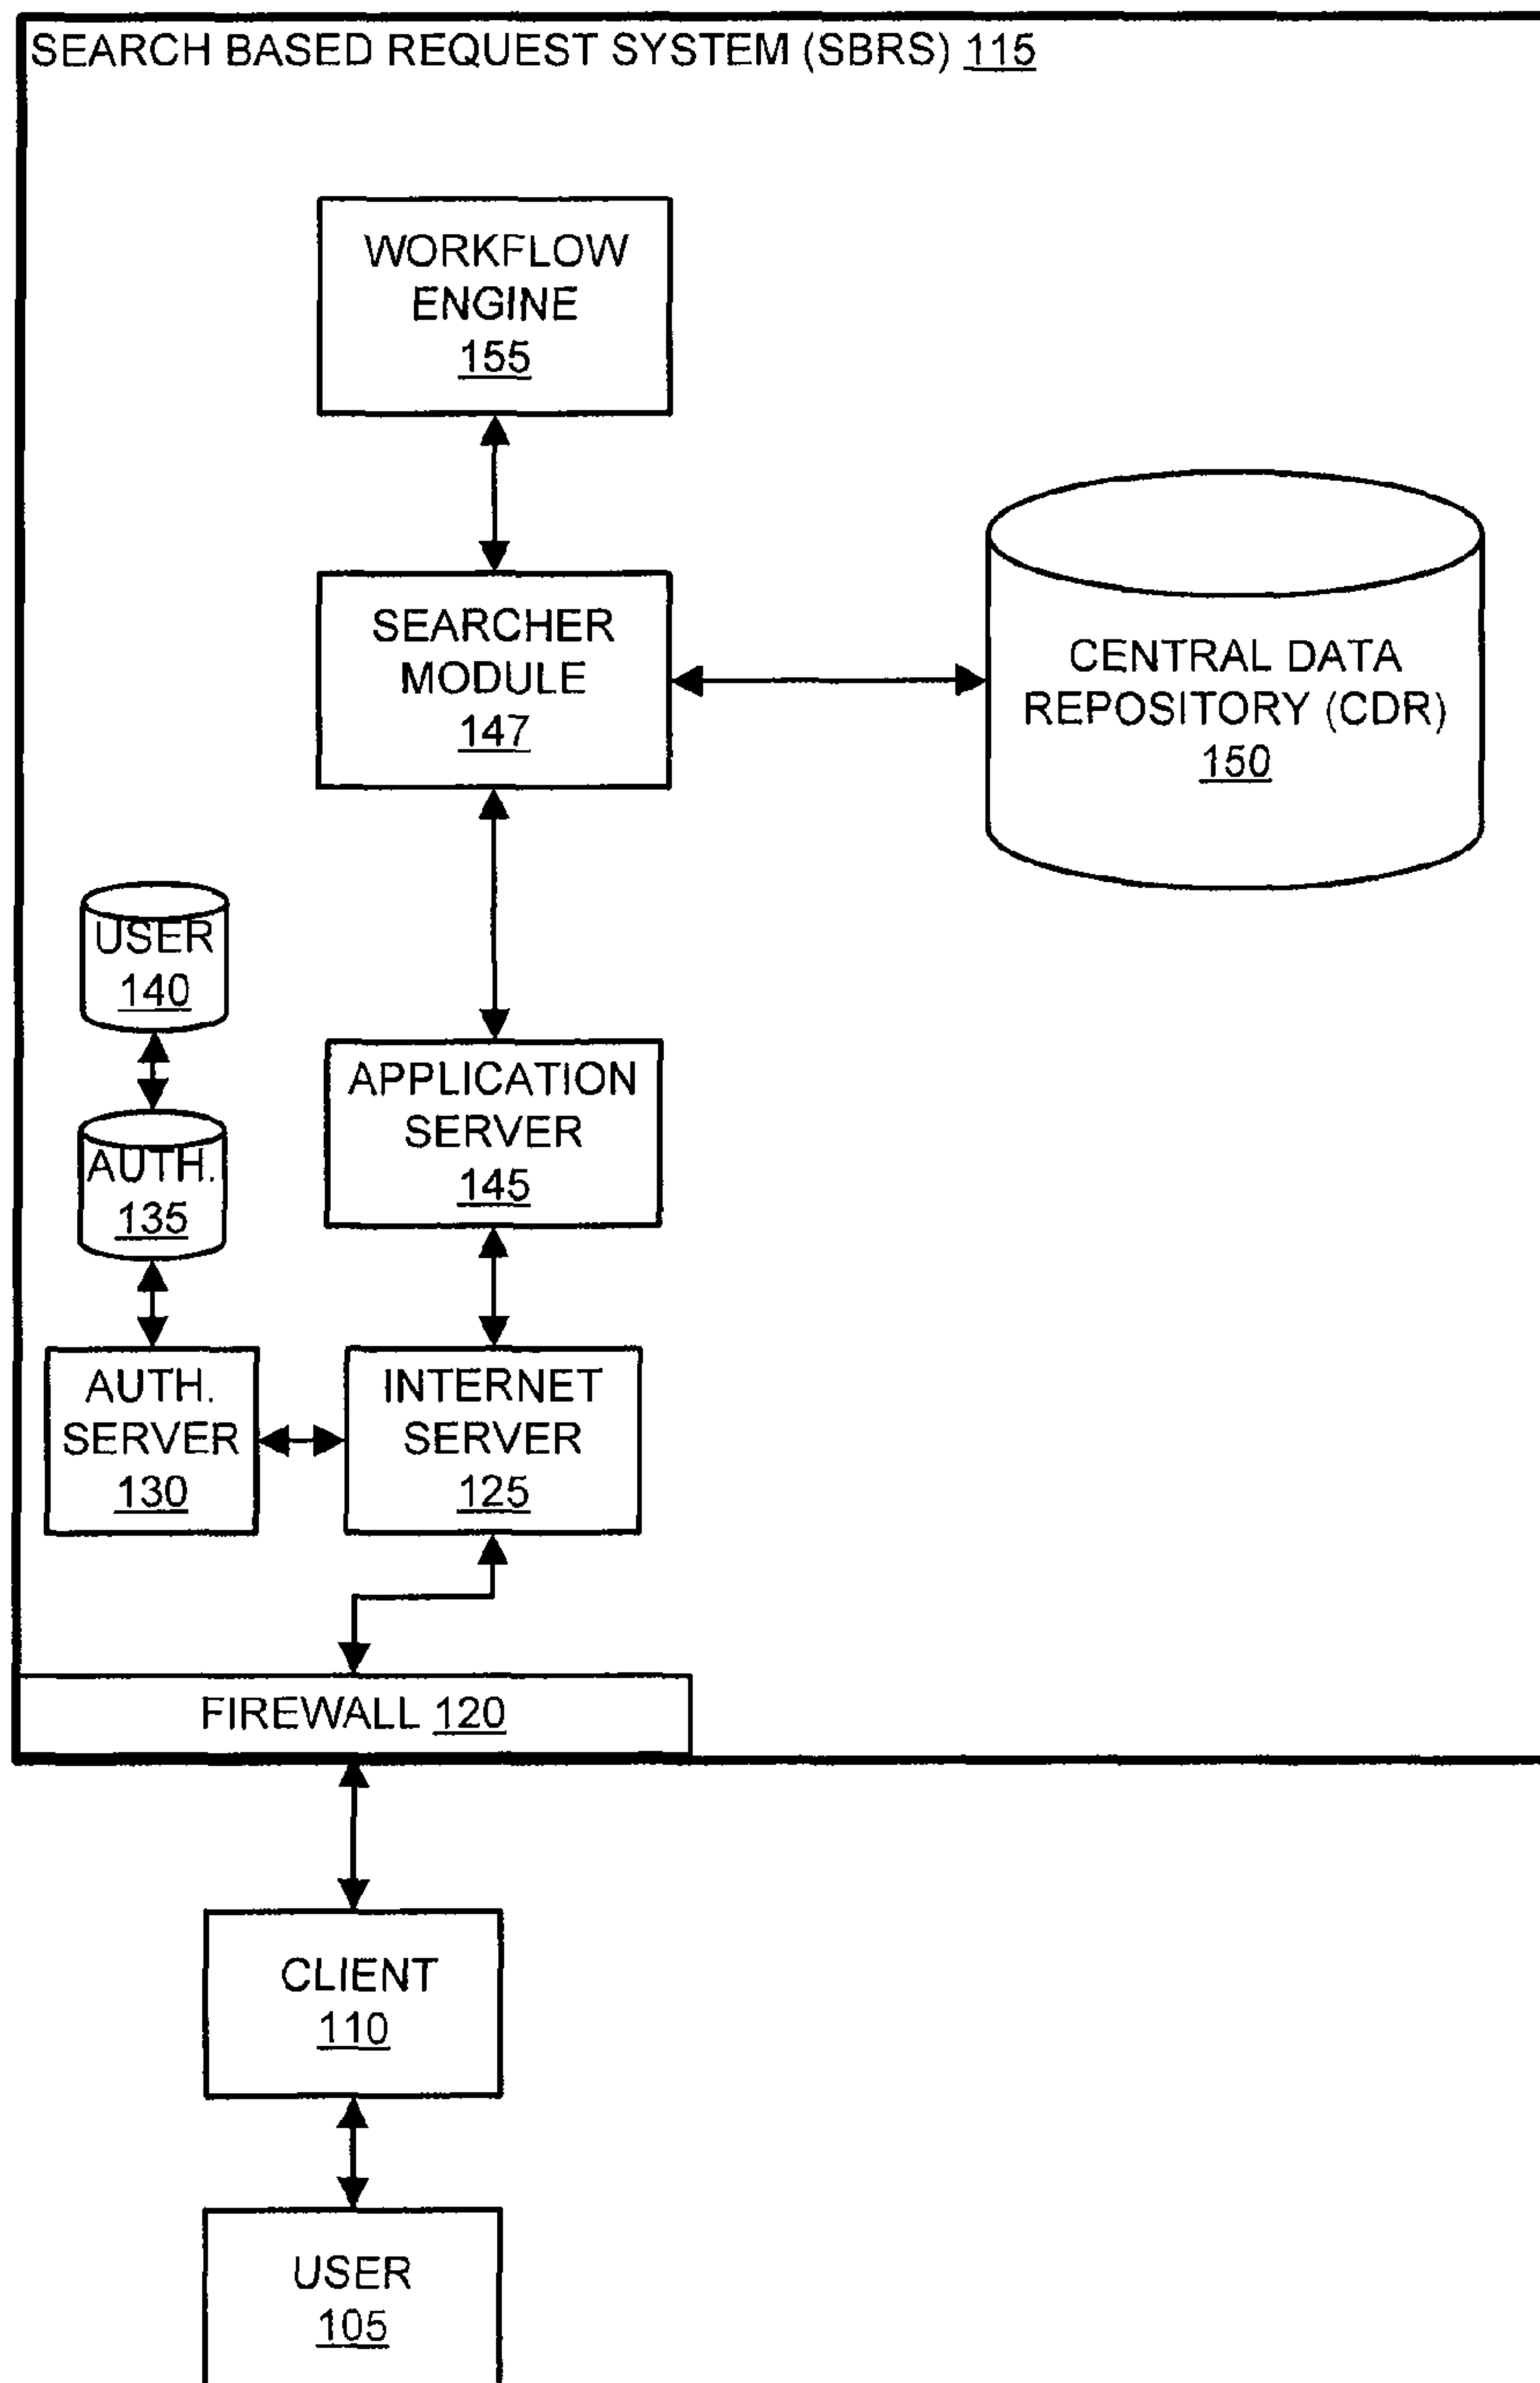 SEARCH BASED REQUEST SYSTEM (SBRS) 115
WORKFLOW
ENGINE
155
SEARCHER
MODULE
147
CENTRAL DATA
REPOSITORY (CDR)
150
USER
140
APPLICATION
SERVER
145
AUTH.
135
AUTH.
SERVER
130
INTERNET
SERVER
125
FIREWALL 120
CLIENT
110
USER
105